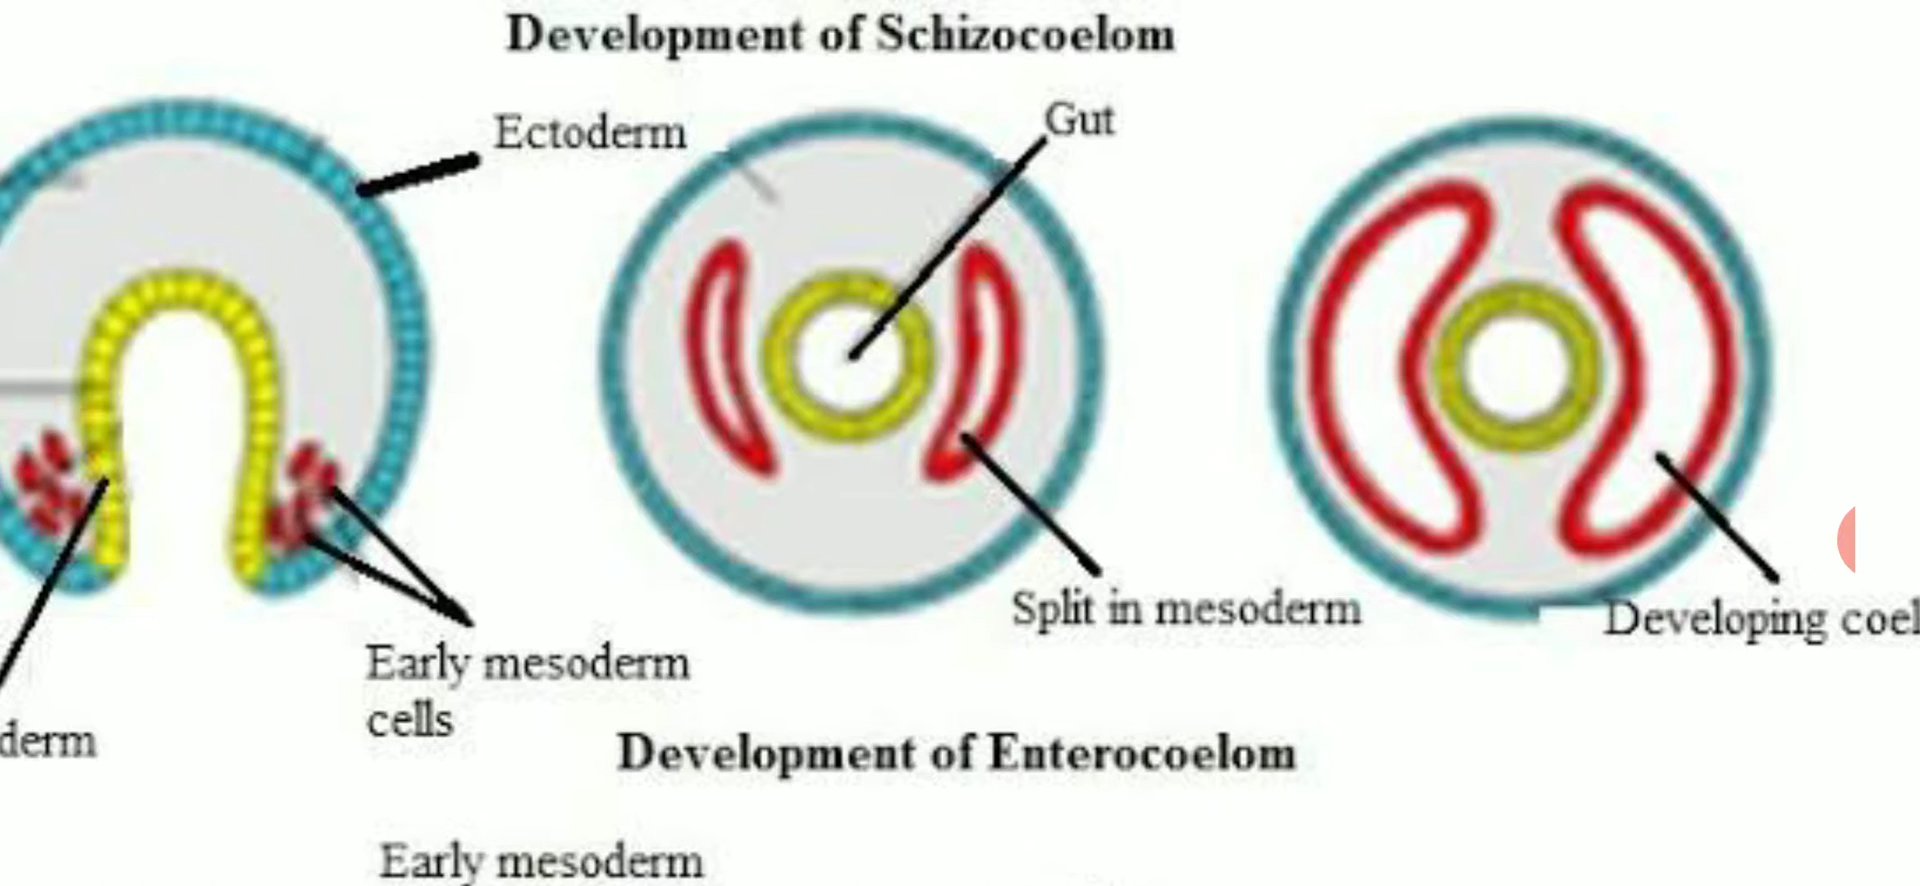 Development of Schizocoelom
Ectoderm
Gut
Split in mesoderm
Developing coel
Early mesoderm
cells
derm
Development of Enterocoelom
Early mesoderm